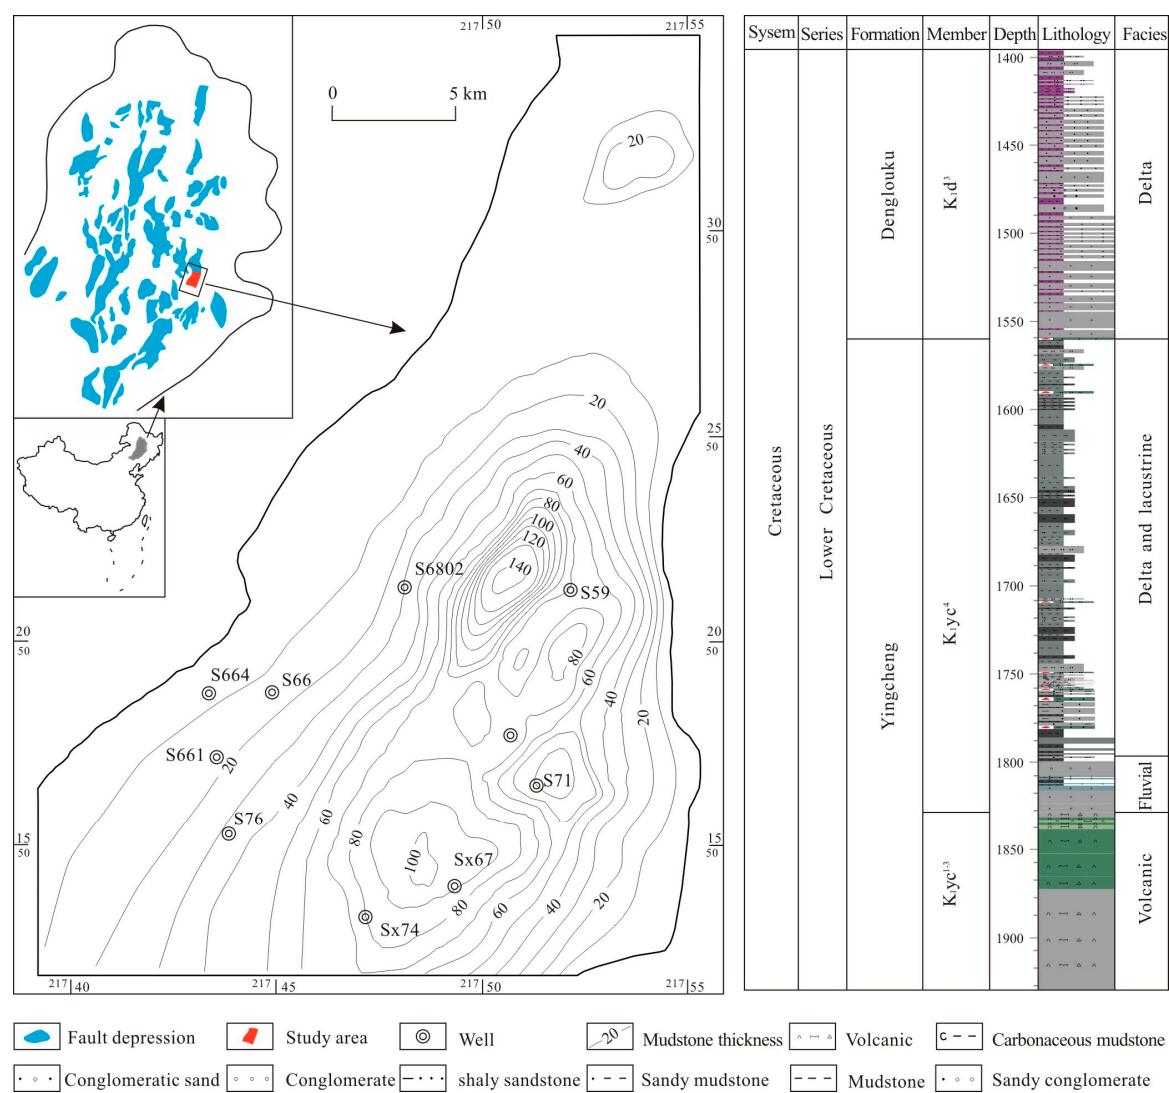 217 50
217 55
0
5 km
20
30
50
20
25
50
40
60
80
100
120
140
S6802
S59
20
50
20
50
80
60
40
20
S664
S66
S661
20
S71
S76
40
60
80
15
50
15
50
100
Sx67
80
60
40
20
Sx74
217 40
217 45
217 50
217 55
Sysem
Series
Formation
Member
Depth
Lithology
Facies
Cretaceous
Lower Cretaceous
Denglouku
Yingcheng
K1d3
K1yc4
K1yc1-3
1400
1450
1500
1550
1600
1650
1700
1750
1800
1850
1900
Delta
Delta and lacustrine
Fluvial
Volcanic
Fault depression
Study area
Well
20
Mudstone thickness
Volcanic
C
Carbonaceous mudstone
Conglomeratic sand
Conglomerate
shaly sandstone
Sandy mudstone
Mudstone
Sandy conglomerate